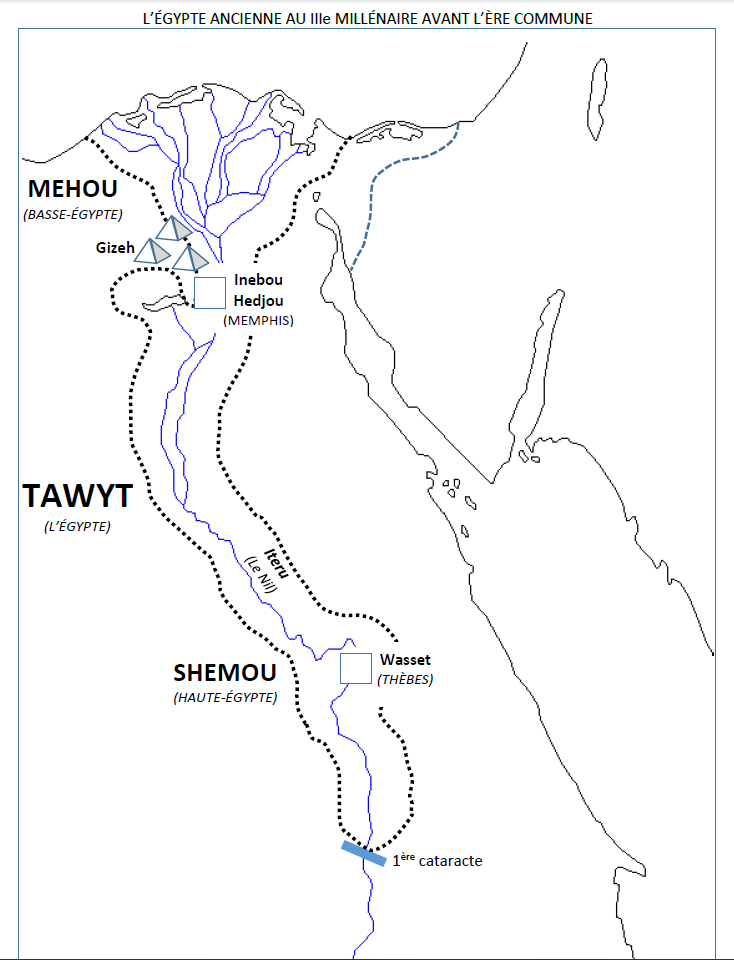 L'ÉGYPTE ANCIENNE AU IIIe MILLÉNAIRE AVANT L'ÈRE COMMUNE
MEHOU
(BASSE-ÉGYPTE)
Gizeh
Inebou
Hedjou
(MEMPHIS)
TAWYT
(L'ÉGYPTE)
Iteru
(Le Nil)
Wasset
(THÈBES)
SHEMOU
(HAUTE-ÉGYPTE)
1ère cataracte